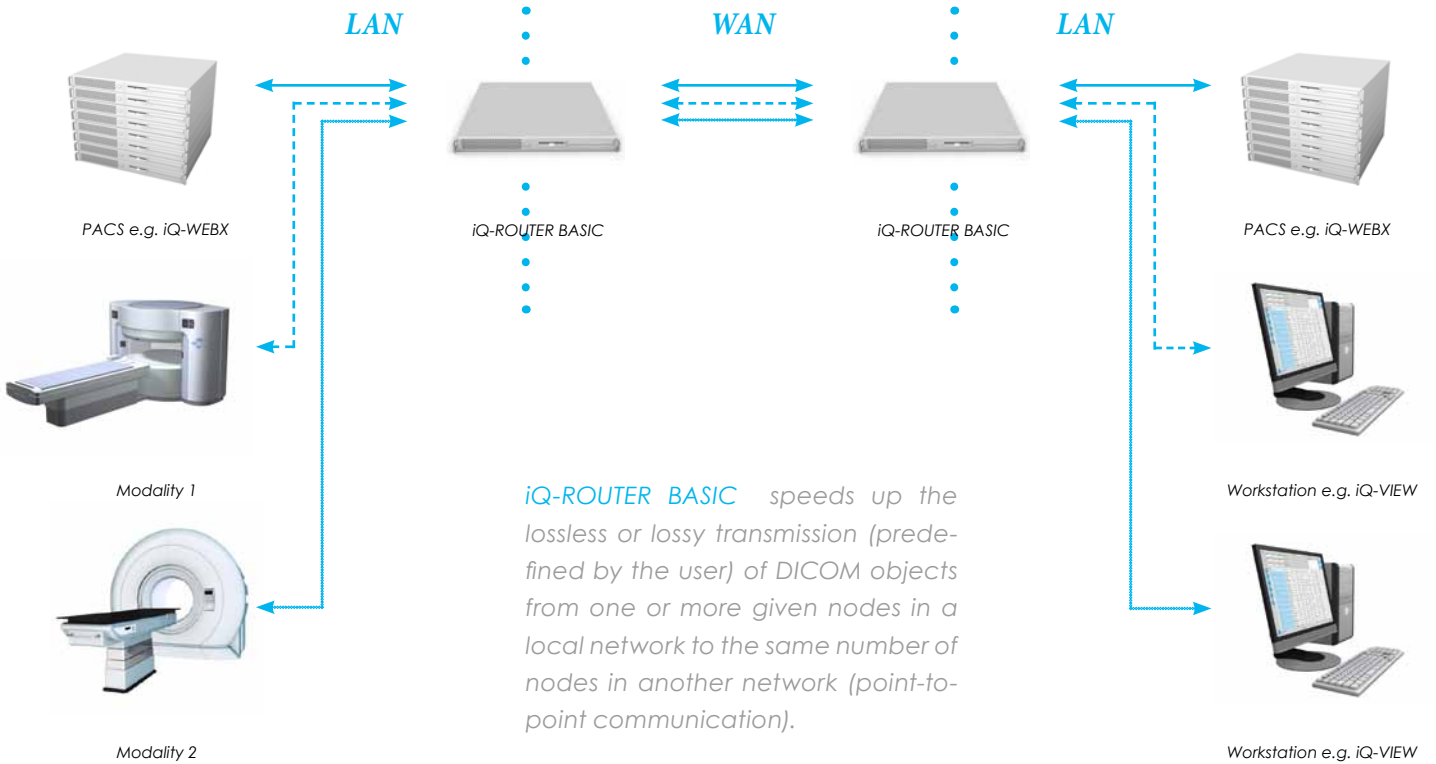 LAN WAN LAN
PACS e.g. iQ-WEBX
iQ-ROUTER BASIC
iQ-ROUTER BASIC
PACS e.g. iQ-WEBX
Modality 1
Workstation e.g. iQ-VIEW
iQ-ROUTER BASIC speeds up the
lossless or lossy transmission (prede-
fined by the user) of DICOM objects
from one or more given nodes in a
local network to the same number of
nodes in another network (point-to-
point communication).
Modality 2
Workstation e.g. iQ-VIEW